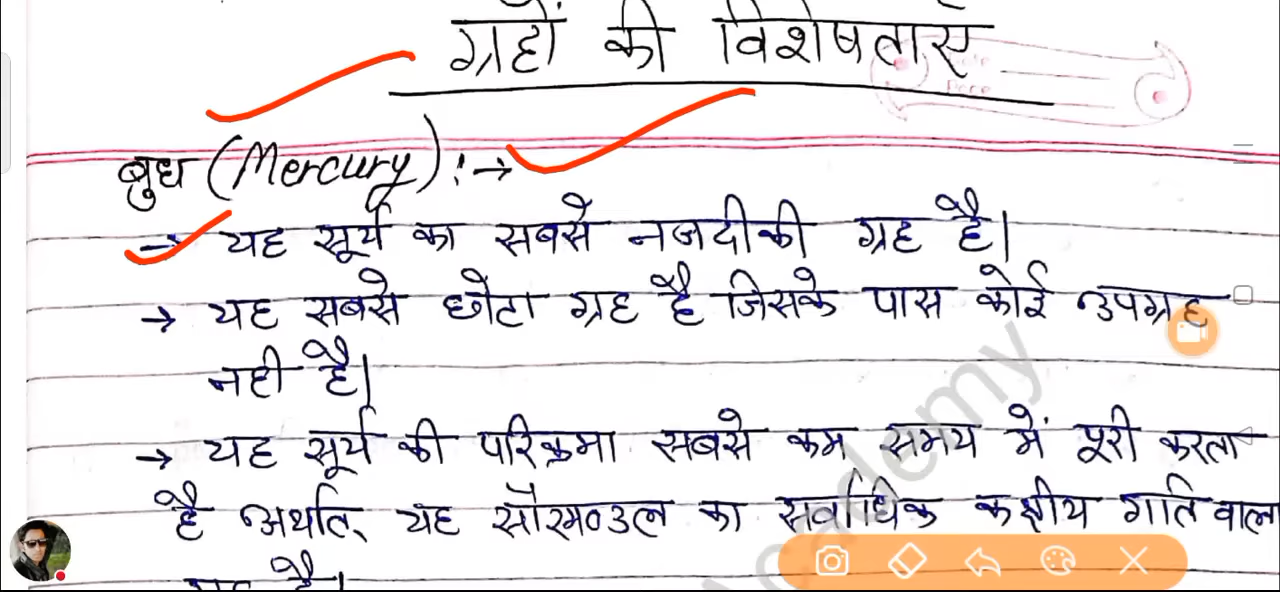 ग्रहों की विशेषताएं
बुध (Mercury) : →
→ यह सूर्य का सबसे नजदीकी ग्रह है।
→ यह सबसे छोटा ग्रह है जिसके पास कोई उपग्रह
नही है।
→ यह सूर्य की परिक्रमा सबसे कम समय में पूरी करता
है अर्थात् यह सौरमण्डल का सर्वाधिक कक्षीय गति वाला
है।
Academy